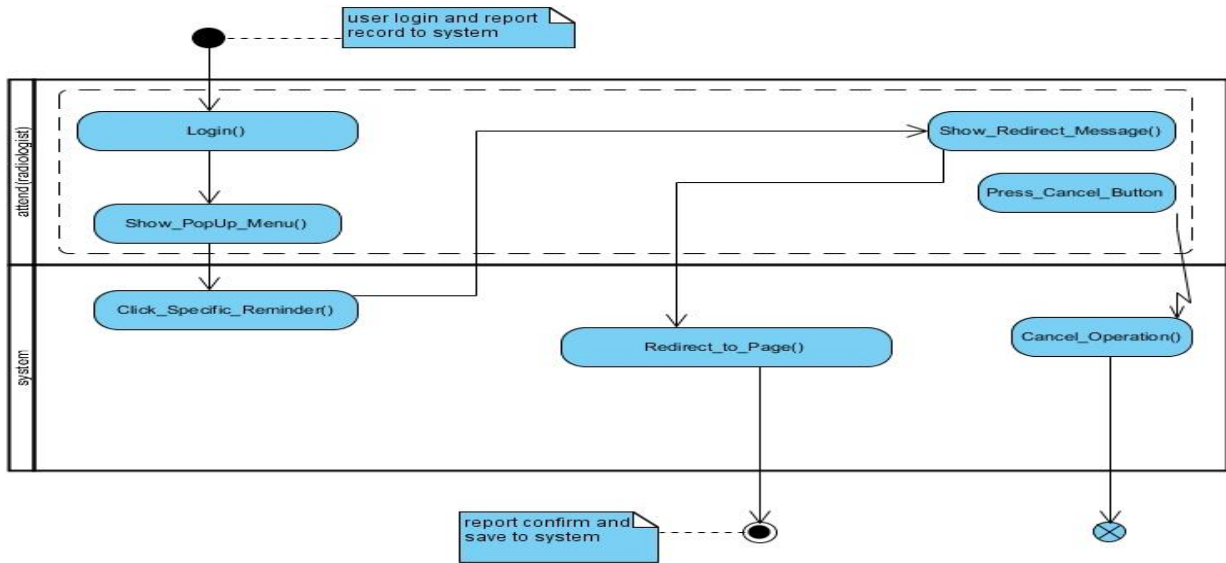 user login and report
record to system
attend(radiologist)
Login()
Show_Redirect_Message()
Press_Cancel_Button
Show_PopUp_Menu()
system
Click_Specific_Reminder()
Redirect_to_Page()
Cancel_Operation()
report confirm and
save to system